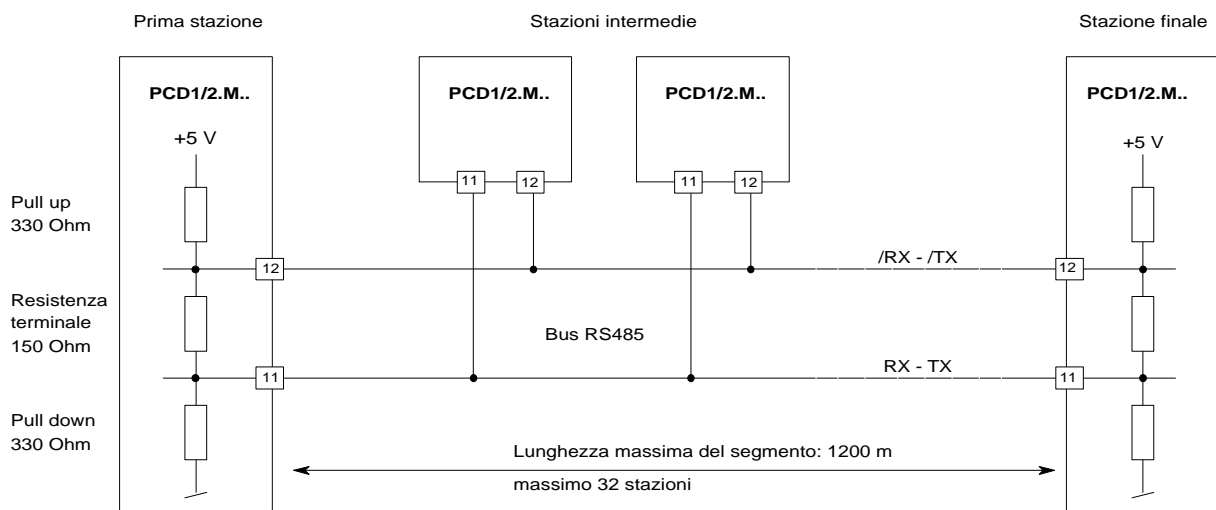 Prima stazione
Stazioni intermedie
Stazione finale
PCD1/2.M..
PCD1/2.M..
PCD1/2.M..
PCD1/2.M..
+5 V
+5 V
11
12
11
12
Pull up
330 Ohm
/RX - /TX
12
12
Resistenza
terminale
150 Ohm
Bus RS485
RX - TX
11
11
Pull down
330 Ohm
Lunghezza massima del segmento: 1200 m
massimo 32 stazioni